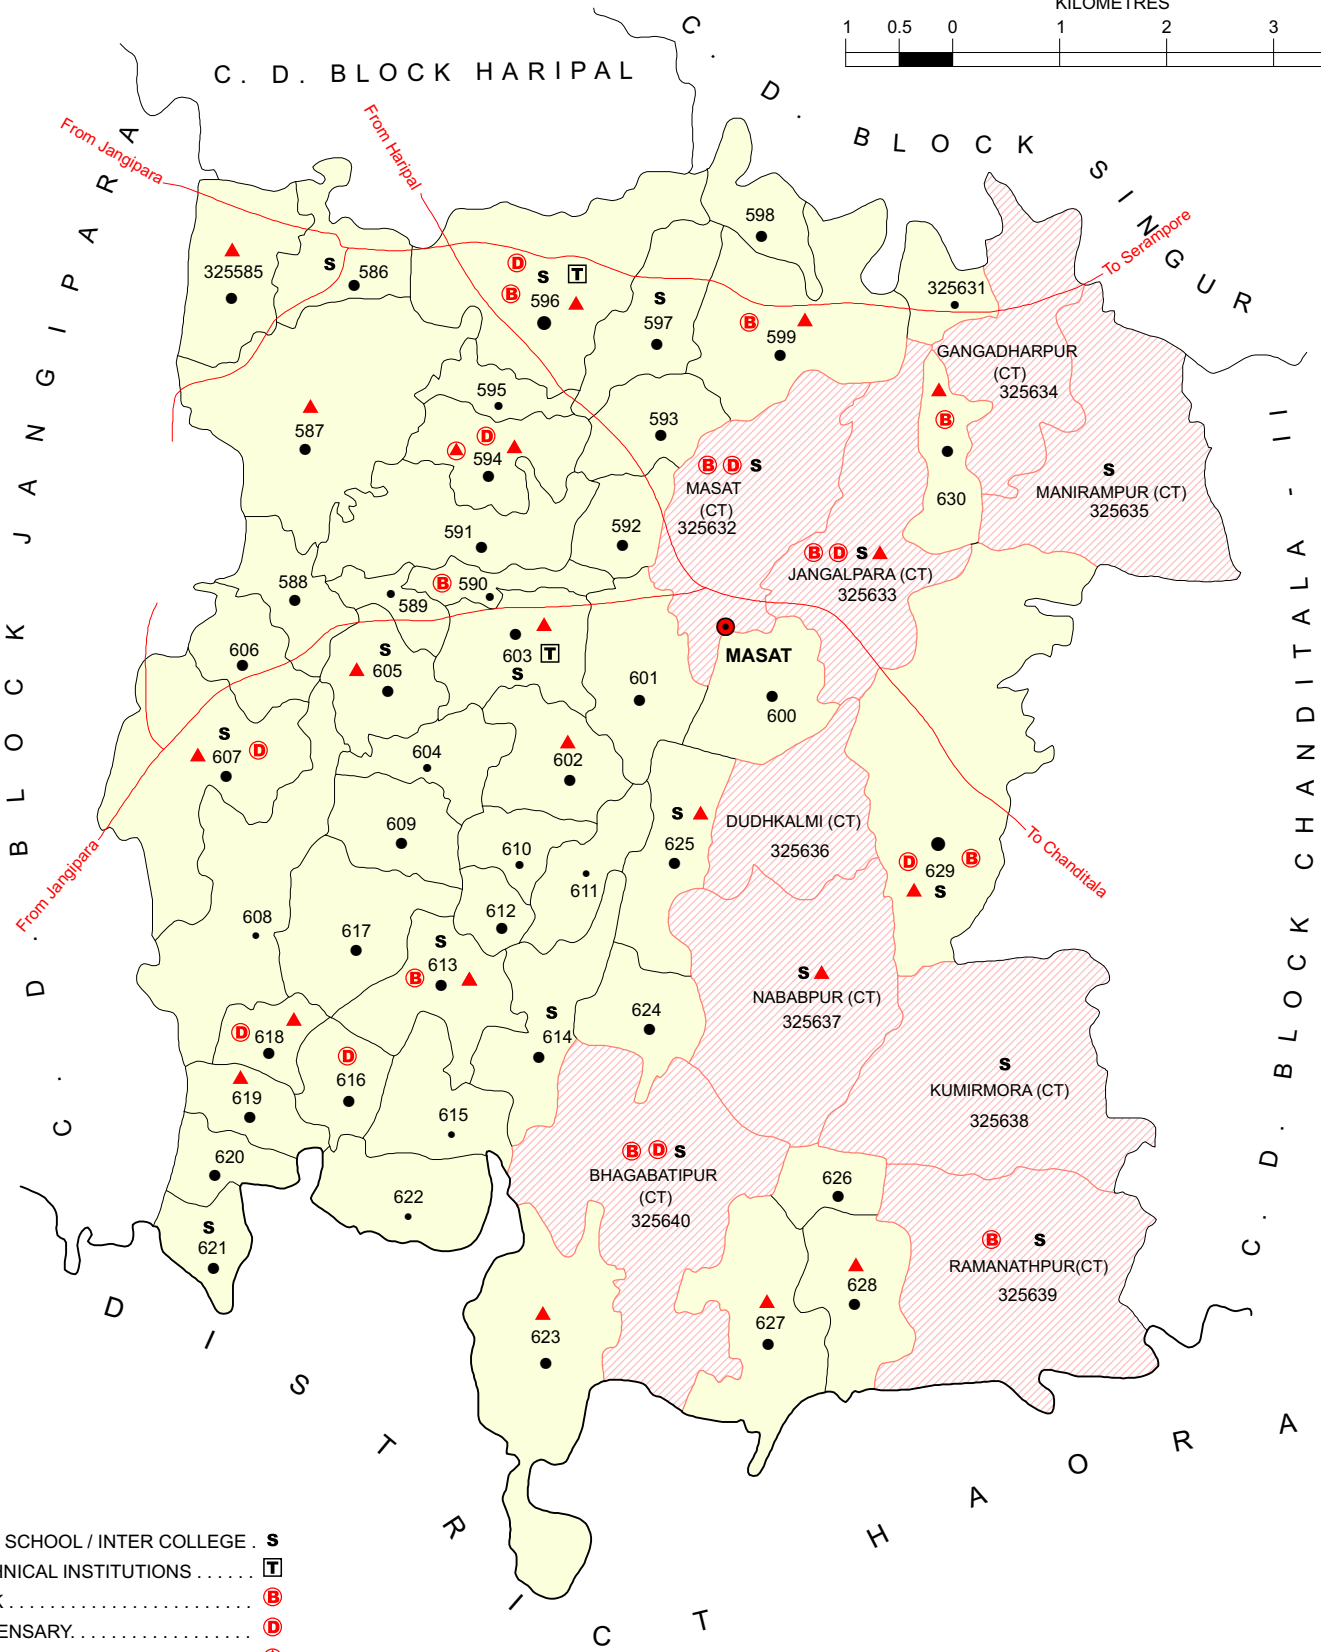 KILOMETRES
1 0.5 0 1 2 3
C. D. BLOCK HARIPAL
C. D. BLOCK SINGUR
C. D. BLOCK JANGIPARA
C. D. BLOCK CHANDITALA - II
From Jangipara
From Haripal
To Serampore
598
325585
S
586
D
S T
B
596
S
597
B
599
325631
GANGADHARPUR
(CT)
325634
595
587
593
D
594
B
630
B D S
MASAT
(CT)
325632
S
MANIRAMPUR (CT)
325635
591
592
B D S
JANGALPARA (CT)
325633
588
589
B 590
606
S
605
603 T
S
601
MASAT
600
S
607 D
604
602
609
610
611
S
625
DUDHKALMI (CT)
325636
D B
629
S
From Jangipara
To Chanditala
608
617
612
S
B 613
S
614
624
S
NABABPUR (CT)
325637
D 618
D
616
619
615
S
KUMIRMORA (CT)
325638
620
622
S
621
B D S
BHAGABATIPUR
(CT)
325640
626
B S
RAMANATHPUR(CT)
325639
623
627
628
DISTRICT HAORA
SCHOOL / INTER COLLEGE . S
HNICAL INSTITUTIONS . . . . . . T
K . . . . . . . . . . . . . . . . . . . . . . . . B
ENSARY. . . . . . . . . . . . . . . . . . D